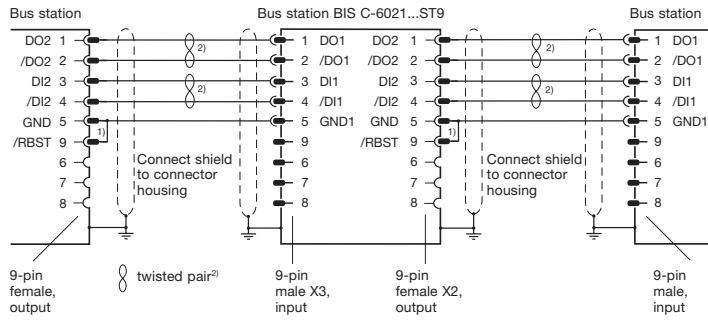 Bus station Bus station BIS C-6021...ST9 Bus station
DO2 1 2) 1 DO1 DO2 1 2) 1 DO1
/DO2 2 2 /DO1 /DO2 2 2 /DO1
DI2 3 2) 3 DI1 DI2 3 2) 3 DI1
/DI2 4 4 /DI1 /DI2 4 4 /DI1
GND 5 5 GND1 GND 5 5 GND1
/RBST 9 1) 9 /RBST 9 1) 9
6 6 6 6
7 7 7 7
8 8 8 8
Connect shield
to connector
housing
Connect shield
to connector
housing
9-pin
female,
output
twisted pair2)
9-pin
male X3,
input
9-pin
female X2,
output
9-pin
male,
input